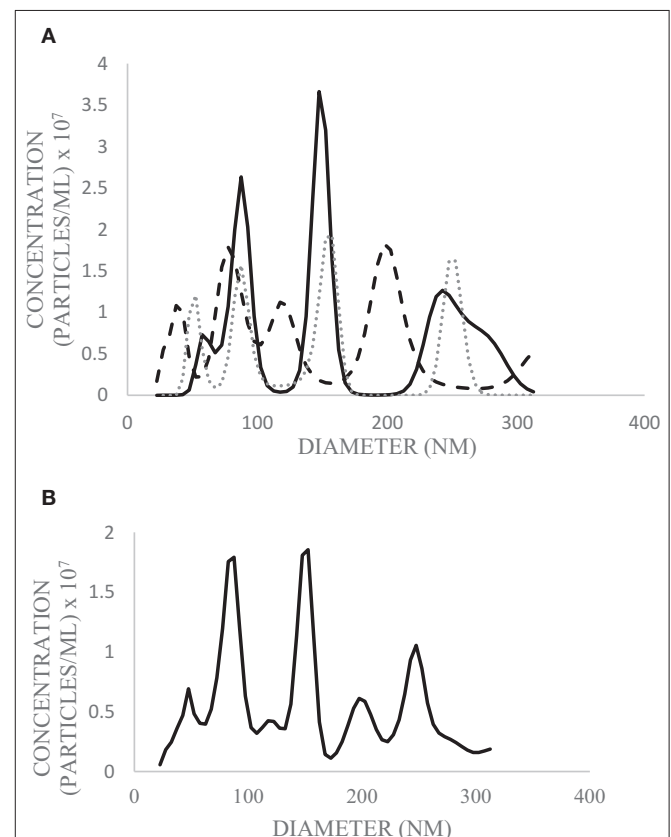 A
4
3.5
3
2.5
2
1.5
1
0.5
0
CONCENTRATION
(PARTICLES/ML) x 10⁷
0 100 200 300 400
DIAMETER (NM)
B
2
1.5
1
0.5
0
CONCENTRATION
(PARTICLES/ML) x 10⁷
0 100 200 300 400
DIAMETER (NM)